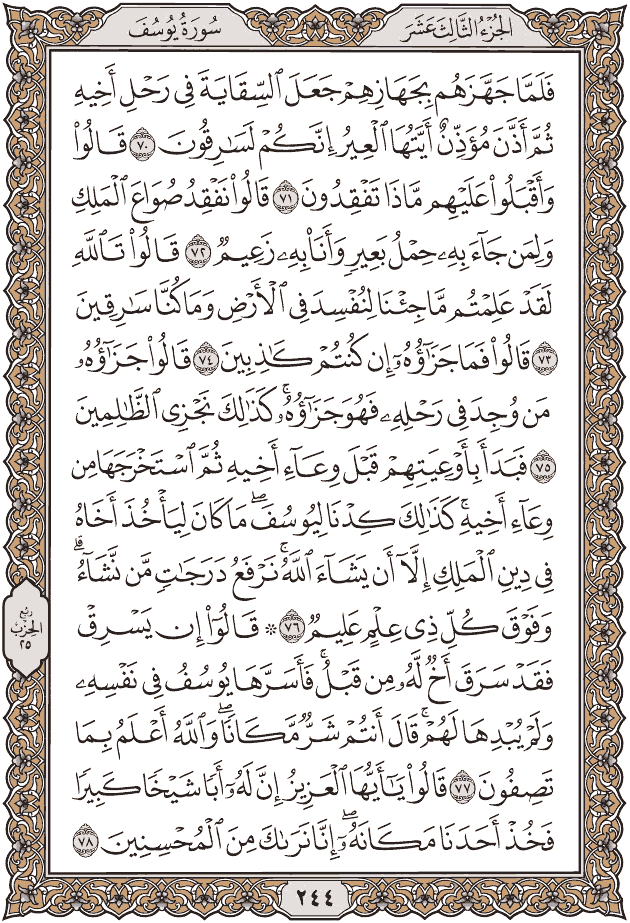 سُورَةُ يُوسُفَ
الجُزْءُ الثَّالِثَ عَشَرَ
فَلَمَّا جَهَّزَهُم بِجَهَازِهِمْ جَعَلَ ٱلسِّقَايَةَ فِى رَحْلِ أَخِيهِ
ثُمَّ أَذَّنَ مُؤَذِّنٌ أَيَّتُهَا ٱلْعِيرُ إِنَّكُمْ لَسَـٰرِقُونَ ٧٠ قَالُوا۟
وَأَقْبَلُوا۟ عَلَيْهِم مَّاذَا تَفْقِدُونَ ٧١ قَالُوا۟ نَفْقِدُ صُوَاعَ ٱلْمَلِكِ
وَلِمَن جَآءَ بِهِۦ حِمْلُ بَعِيرٍ وَأَنَا۠ بِهِۦ زَعِيمٌ ٧٢ قَالُوا۟ تَٱللَّهِ
لَقَدْ عَلِمْتُم مَّا جِئْنَا لِنُفْسِدَ فِى ٱلْأَرْضِ وَمَا كُنَّا سَـٰرِقِينَ
٧٣ قَالُوا۟ فَمَا جَزَٰٓؤُهُۥٓ إِن كُنتُمْ كَـٰذِبِينَ ٧٤ قَالُوا۟ جَزَٰٓؤُهُۥ
مَن وُجِدَ فِى رَحْلِهِۦ فَهُوَ جَزَٰٓؤُهُۥ ۚ كَذَٰلِكَ نَجْزِى ٱلظَّـٰلِمِينَ
٧٥ فَبَدَأَ بِأَوْعِيَتِهِمْ قَبْلَ وِعَآءِ أَخِيهِ ثُمَّ ٱسْتَخْرَجَهَا مِن
وِعَآءِ أَخِيهِ ۚ كَذَٰلِكَ كِدْنَا لِيُوسُفَ ۖ مَا كَانَ لِيَأْخُذَ أَخَاهُ
فِى دِينِ ٱلْمَلِكِ إِلَّآ أَن يَشَآءَ ٱللَّهُ ۚ نَرْفَعُ دَرَجَـٰتٍ مَّن نَّشَآءُ ۗ
وَفَوْقَ كُلِّ ذِى عِلْمٍ عَلِيمٌ ٧٦ ۞ قَالُوٓا۟ إِن يَسْرِقْ
فَقَدْ سَرَقَ أَخٌ لَّهُۥ مِن قَبْلُ ۚ فَأَسَرَّهَا يُوسُفُ فِى نَفْسِهِۦ
وَلَمْ يُبْدِهَا لَهُمْ ۚ قَالَ أَنتُمْ شَرٌّ مَّكَانًا ۖ وَٱللَّهُ أَعْلَمُ بِمَا
تَصِفُونَ ٧٧ قَالُوا۟ يَـٰٓأَيُّهَا ٱلْعَزِيزُ إِنَّ لَهُۥٓ أَبًا شَيْخًا كَبِيرًا
فَخُذْ أَحَدَنَا مَكَانَهُۥٓ ۖ إِنَّا نَرَىٰكَ مِنَ ٱلْمُحْسِنِينَ ٧٨
ربع
الحزب
٢٥
٢٤٤